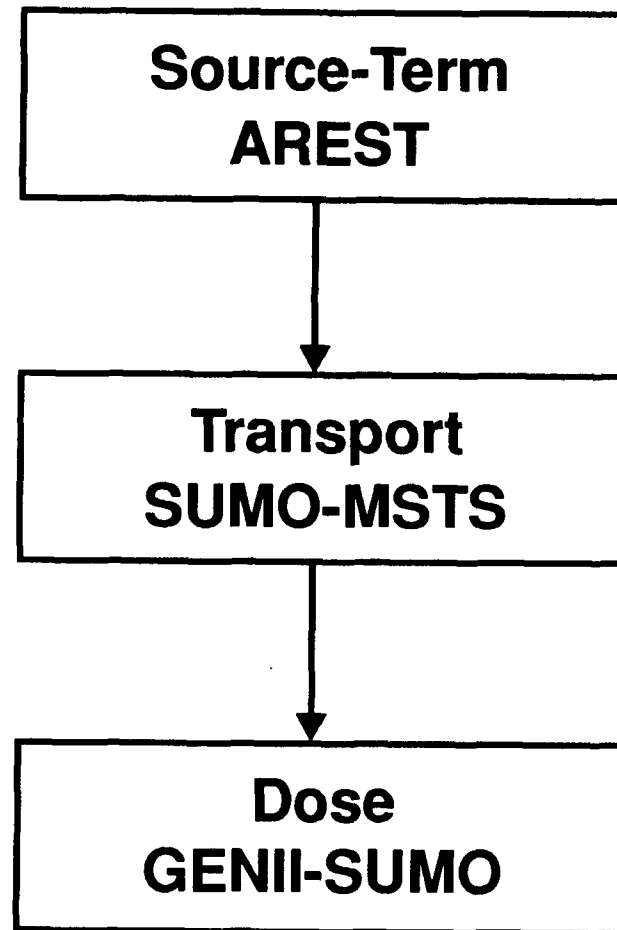 Source-Term
AREST
Transport
SUMO-MSTS
Dose
GENII-SUMO